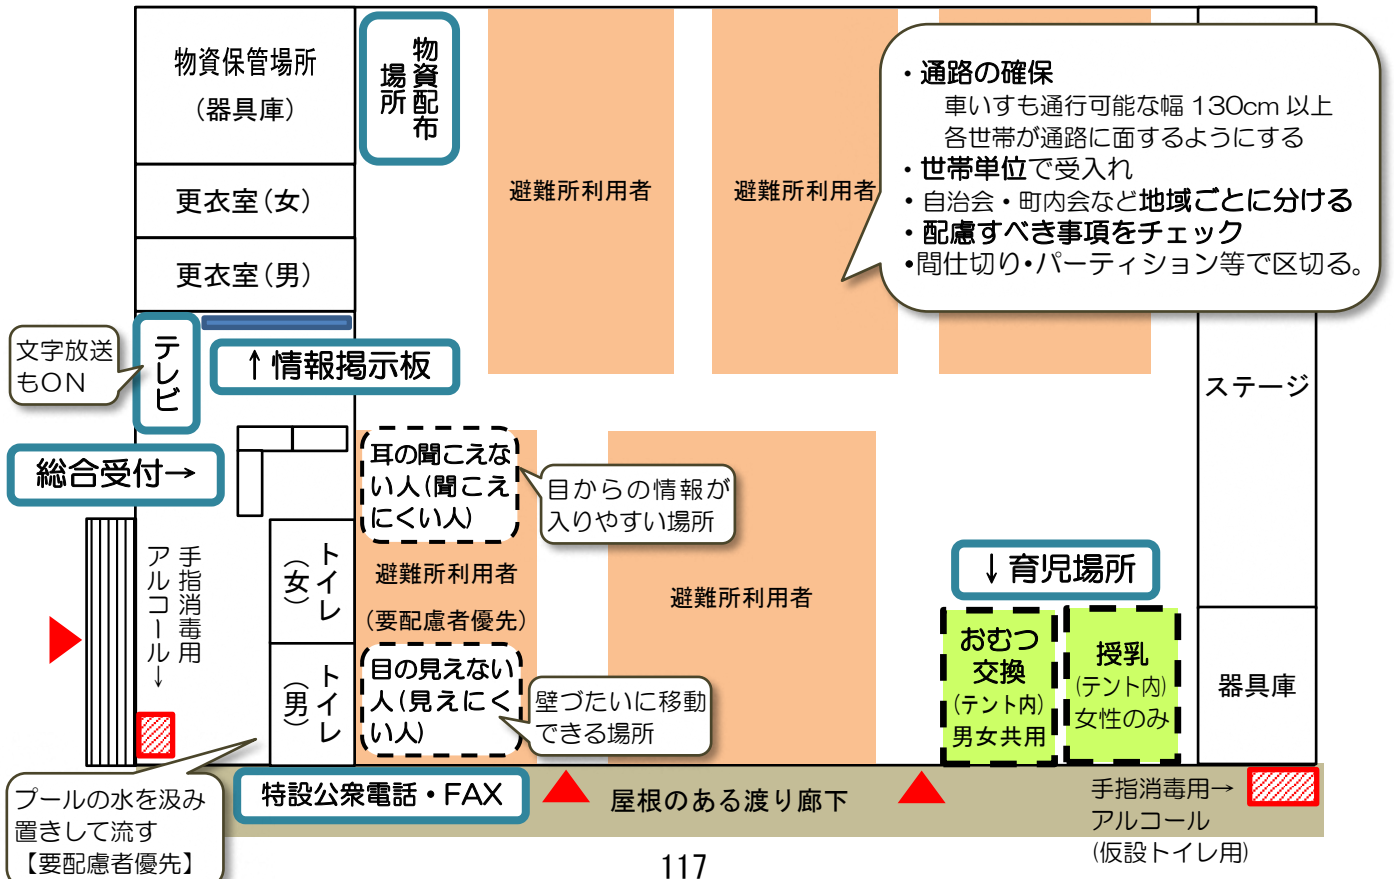 物資保管場所
(器具庫)
物資配布
場所
避難所利用者
避難所利用者
・通路の確保
車いすも通行可能な幅 130cm 以上
各世帯が通路に面するようにする
・世帯単位で受入れ
・自治会・町内会など地域ごとに分ける
・配慮すべき事項をチェック
・間仕切り・パーティション等で区切る。
更衣室(女)
更衣室(男)
文字放送
もON
テレビ
↑情報掲示板
ステージ
総合受付→
耳の聞こえな
い人(聞こえ
にくい人)
目からの情報が
入りやすい場所
手指消毒用
アルコール→
トイレ
(女)
避難所利用者
(要配慮者優先)
避難所利用者
↓育児場所
おむつ
交換
(テント内)
男女共用
授乳
(テント内)
女性のみ
器具庫
トイレ
(男)
目の見えない
人(見えにく
い人)
壁づたいに移動
できる場所
プールの水を汲み
置きして流す
【要配慮者優先】
特設公衆電話・FAX
屋根のある渡り廊下
手指消毒用→
アルコール
(仮設トイレ用)
117